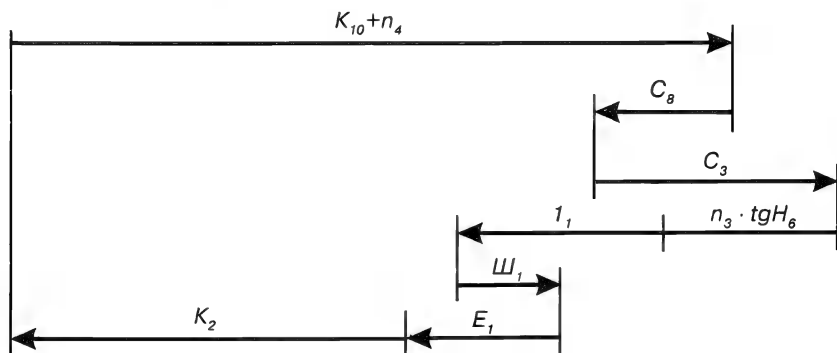 K₁₀+n₄
C₈
C₃
1₁ n₃ · tgH₆
Ш₁
K₂ E₁